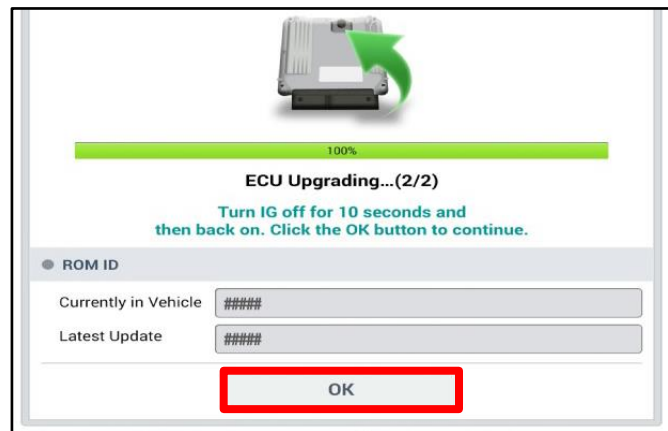 100%
ECU Upgrading...(2/2)
Turn IG off for 10 seconds and
then back on. Click the OK button to continue.
ROM ID
Currently in Vehicle #####
Latest Update #####
OK